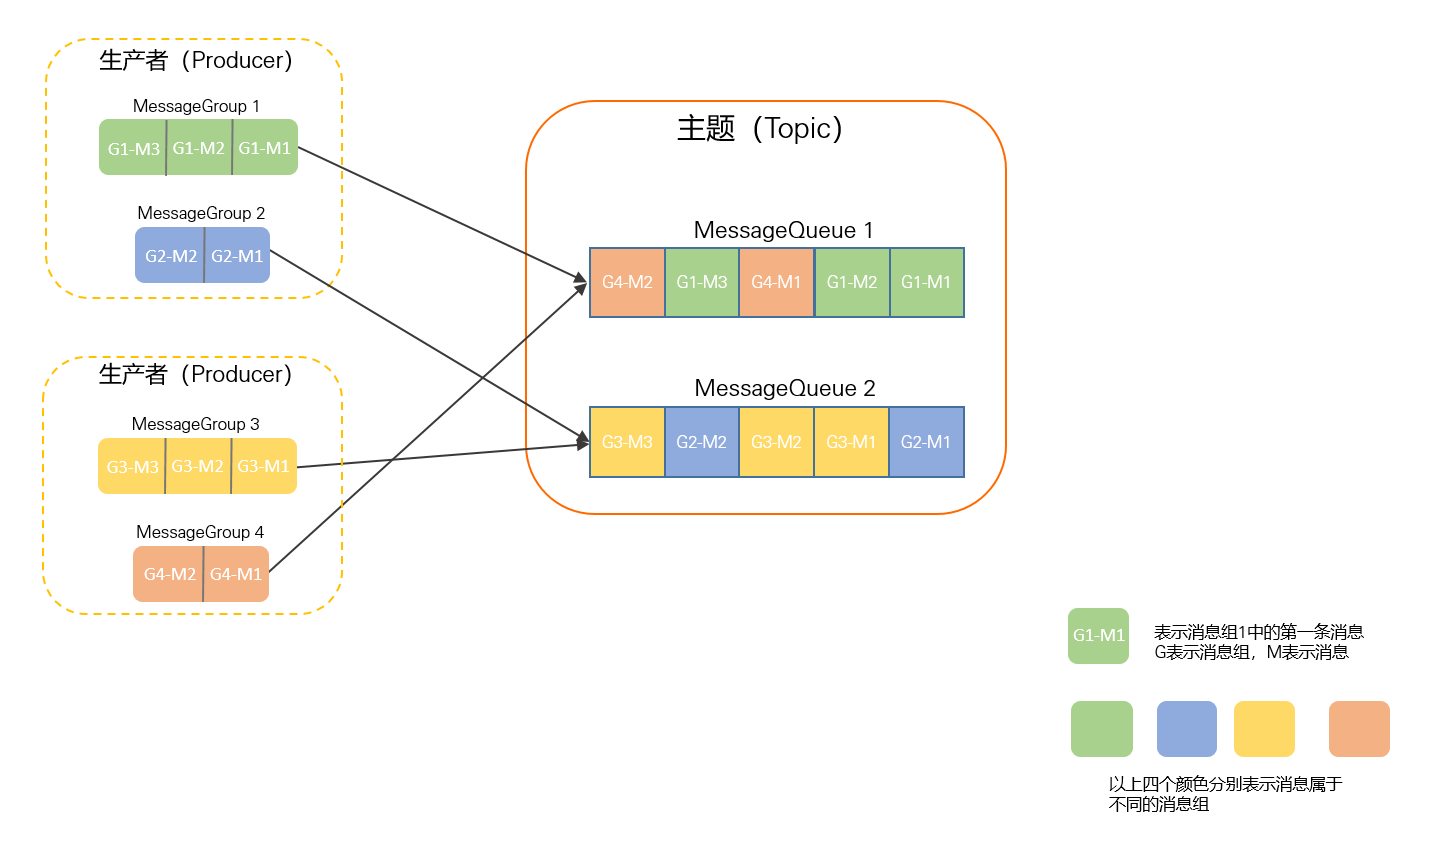 生产者（Producer）
MessageGroup 1
G1-M3 G1-M2 G1-M1
MessageGroup 2
G2-M2 G2-M1
生产者（Producer）
MessageGroup 3
G3-M3 G3-M2 G3-M1
MessageGroup 4
G4-M2 G4-M1
主题（Topic）
MessageQueue 1
G4-M2 G1-M3 G4-M1 G1-M2 G1-M1
MessageQueue 2
G3-M3 G2-M2 G3-M2 G3-M1 G2-M1
G1-M1
表示消息组1中的第一条消息
G表示消息组，M表示消息
以上四个颜色分别表示消息属于
不同的消息组